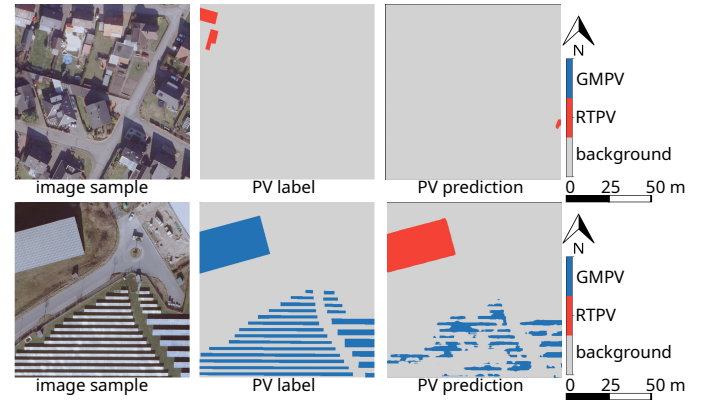 N
GMPV
RTPV
background
image sample PV label PV prediction 0 25 50 m
N
GMPV
RTPV
background
image sample PV label PV prediction 0 25 50 m